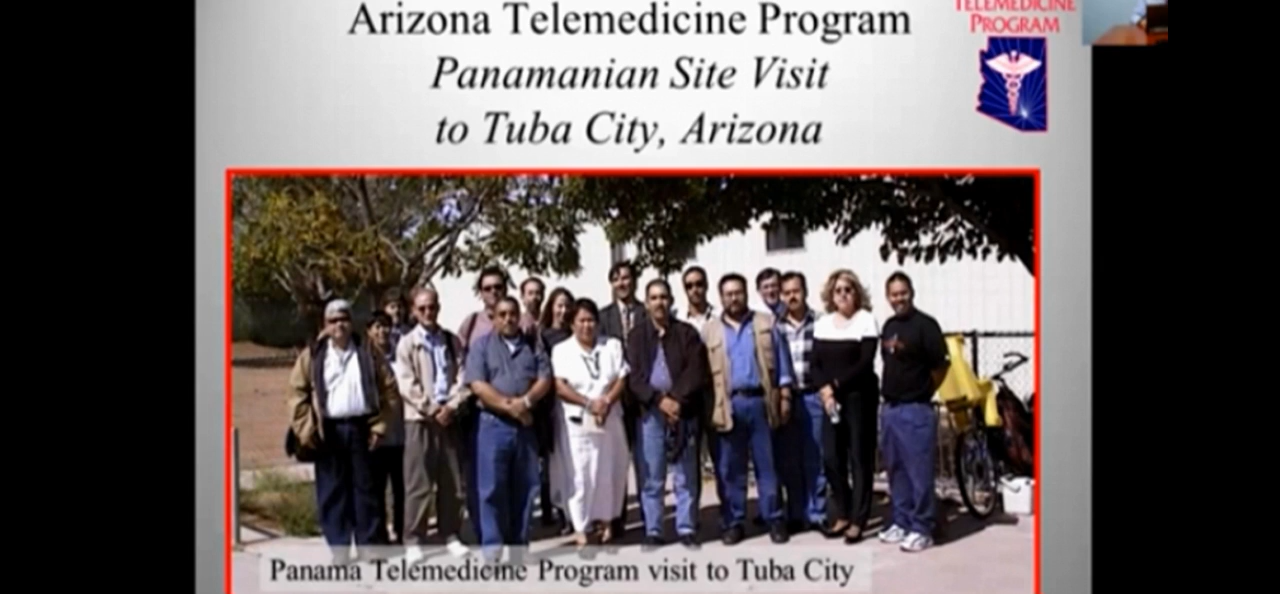 Arizona Telemedicine Program
Panamanian Site Visit
to Tuba City, Arizona
TELEMEDICINE
PROGRAM
Panama Telemedicine Program visit to Tuba City